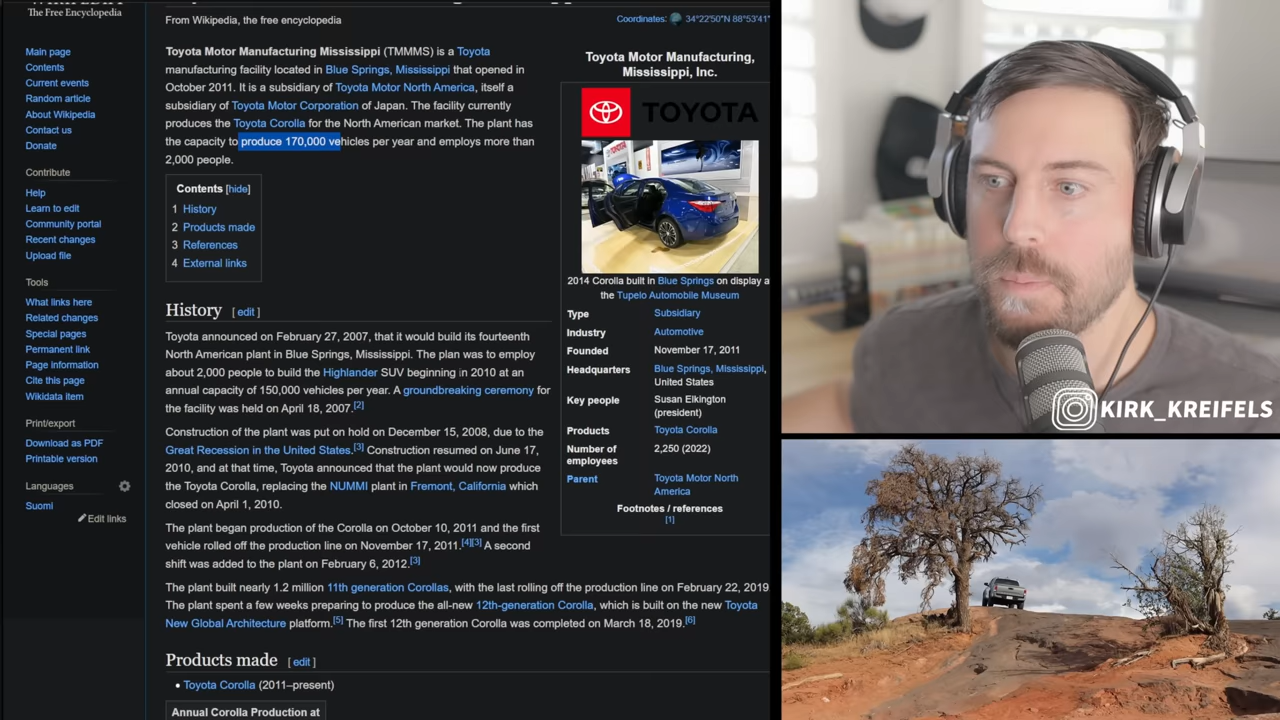 The Free Encyclopedia
Main page
Contents
Current events
Random article
About Wikipedia
Contact us
Donate
Contribute
Help
Learn to edit
Community portal
Recent changes
Upload file
Tools
What links here
Related changes
Special pages
Permanent link
Page information
Cite this page
Wikidata item
Print/export
Download as PDF
Printable version
Languages
Suomi
Edit links
From Wikipedia, the free encyclopedia
Coordinates: 34°22′50″N 88°53′41″
Toyota Motor Manufacturing Mississippi (TMMMS) is a Toyota
manufacturing facility located in Blue Springs, Mississippi that opened in
October 2011. It is a subsidiary of Toyota Motor North America, itself a
subsidiary of Toyota Motor Corporation of Japan. The facility currently
produces the Toyota Corolla for the North American market. The plant has
the capacity to produce 170,000 vehicles per year and employs more than
2,000 people.
Contents [hide]
1 History
2 Products made
3 References
4 External links
History [ edit ]
Toyota announced on February 27, 2007, that it would build its fourteenth
North American plant in Blue Springs, Mississippi. The plan was to employ
about 2,000 people to build the Highlander SUV beginning in 2010 at an
annual capacity of 150,000 vehicles per year. A groundbreaking ceremony for
the facility was held on April 18, 2007.[2]
Construction of the plant was put on hold on December 15, 2008, due to the
Great Recession in the United States.[3] Construction resumed on June 17,
2010, and at that time, Toyota announced that the plant would now produce
the Toyota Corolla, replacing the NUMMI plant in Fremont, California which
closed on April 1, 2010.
The plant began production of the Corolla on October 10, 2011 and the first
vehicle rolled off the production line on November 17, 2011.[4][3] A second
shift was added to the plant on February 6, 2012.[3]
The plant built nearly 1.2 million 11th generation Corollas, with the last rolling off the production line on February 22, 2019
The plant spent a few weeks preparing to produce the all-new 12th-generation Corolla, which is built on the new Toyota
New Global Architecture platform.[5] The first 12th generation Corolla was completed on March 18, 2019.[6]
Products made [ edit ]
• Toyota Corolla (2011–present)
Annual Corolla Production at
Toyota Motor Manufacturing,
Mississippi, Inc.
TOYOTA
2014 Corolla built in Blue Springs on display a
the Tupelo Automobile Museum
Type Subsidiary
Industry Automotive
Founded November 17, 2011
Headquarters Blue Springs, Mississippi,
United States
Key people Susan Elkington
(president)
Products Toyota Corolla
Number of 2,250 (2022)
employees
Parent Toyota Motor North
America
Footnotes / references
[1]
KIRK_KREIFELS